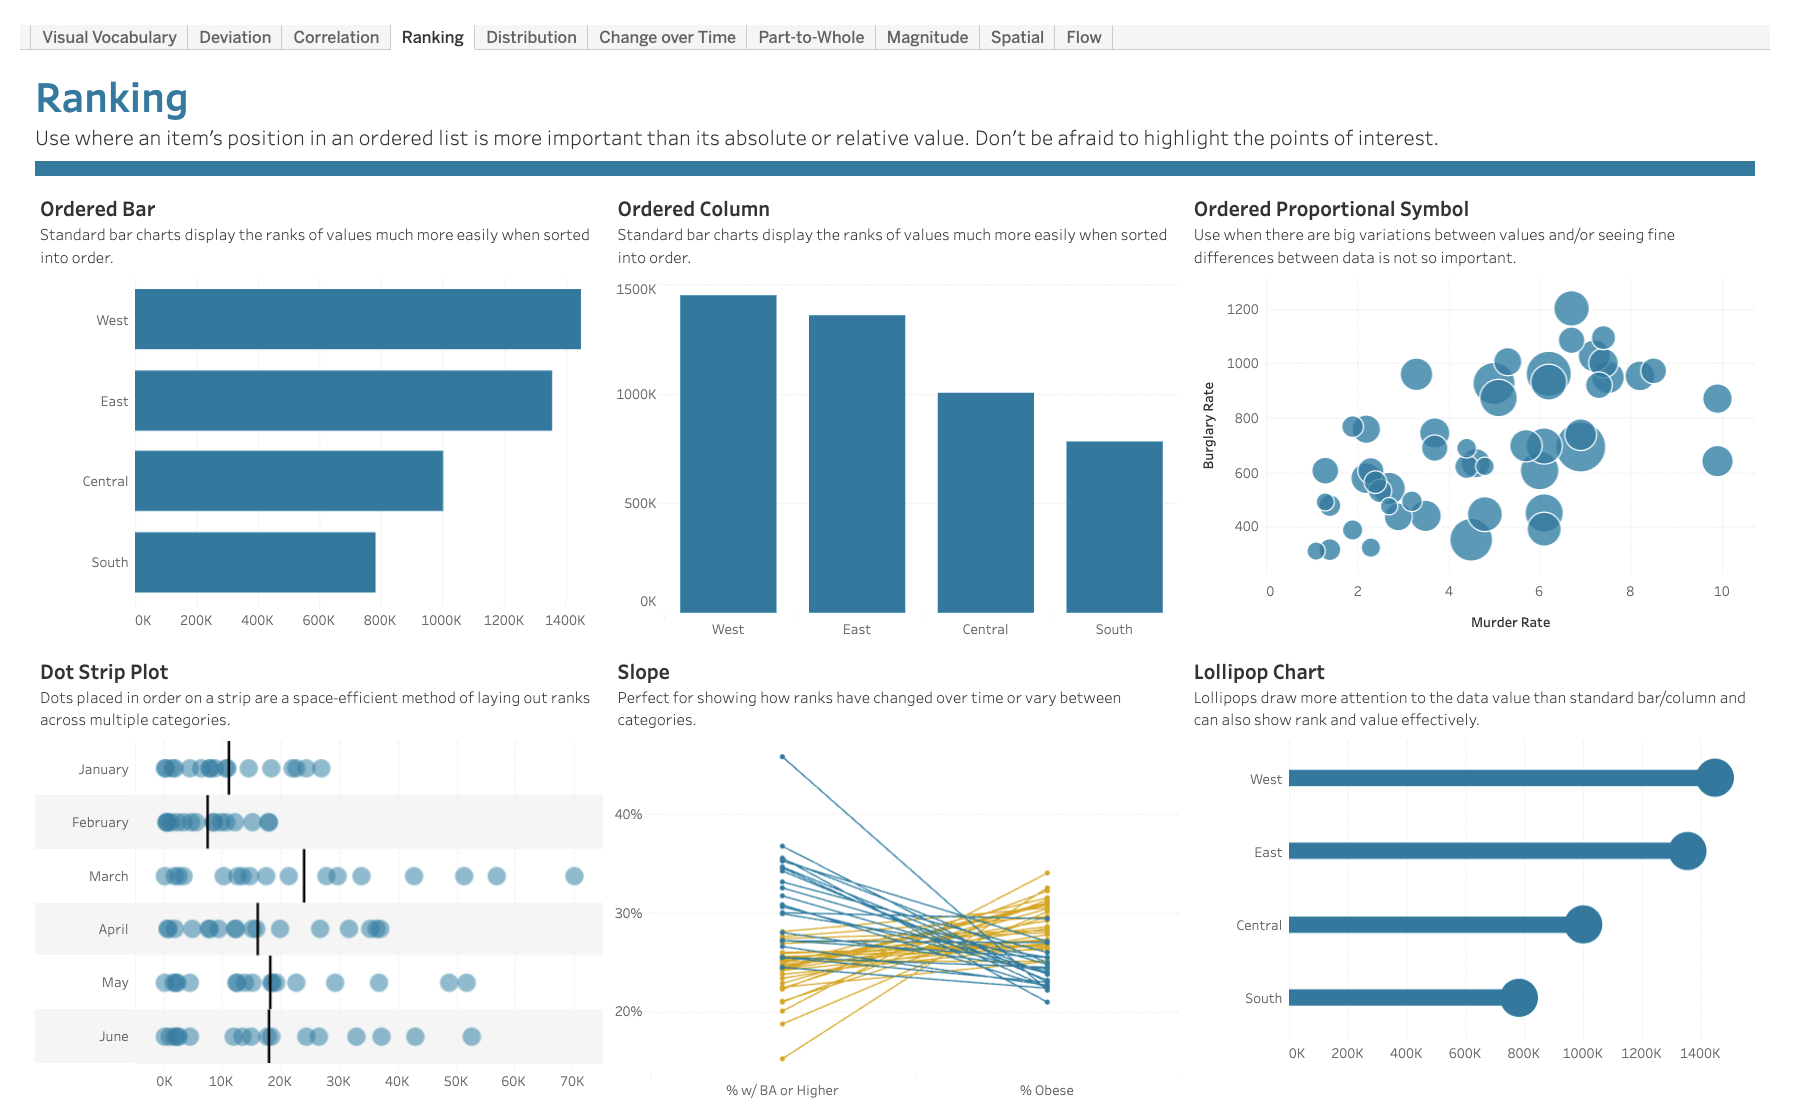 Visual Vocabulary Deviation Correlation Ranking Distribution Change over Time Part-to-Whole Magnitude Spatial Flow
Ranking
Use where an item's position in an ordered list is more important than its absolute or relative value. Don't be afraid to highlight the points of interest.
Ordered Bar
Standard bar charts display the ranks of values much more easily when sorted
into order.
West
East
Central
South
0K 200K 400K 600K 800K 1000K 1200K 1400K
Ordered Column
Standard bar charts display the ranks of values much more easily when sorted
into order.
1500K
1000K
500K
0K
West East Central South
Ordered Proportional Symbol
Use when there are big variations between values and/or seeing fine
differences between data is not so important.
Burglary Rate
1200
1000
800
600
400
0 2 4 6 8 10
Murder Rate
Dot Strip Plot
Dots placed in order on a strip are a space-efficient method of laying out ranks
across multiple categories.
January
February
March
April
May
June
0K 10K 20K 30K 40K 50K 60K 70K
Slope
Perfect for showing how ranks have changed over time or vary between
categories.
40%
30%
20%
% w/ BA or Higher % Obese
Lollipop Chart
Lollipops draw more attention to the data value than standard bar/column and
can also show rank and value effectively.
West
East
Central
South
0K 200K 400K 600K 800K 1000K 1200K 1400K